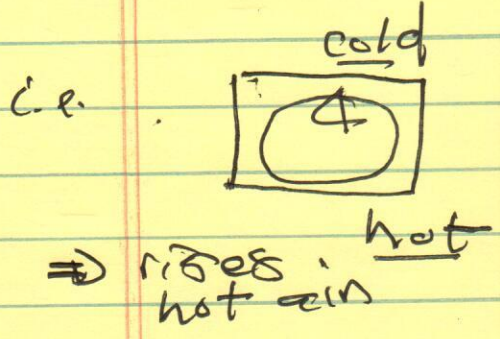 cold
i.e.
hot
⇒ rises
hot air